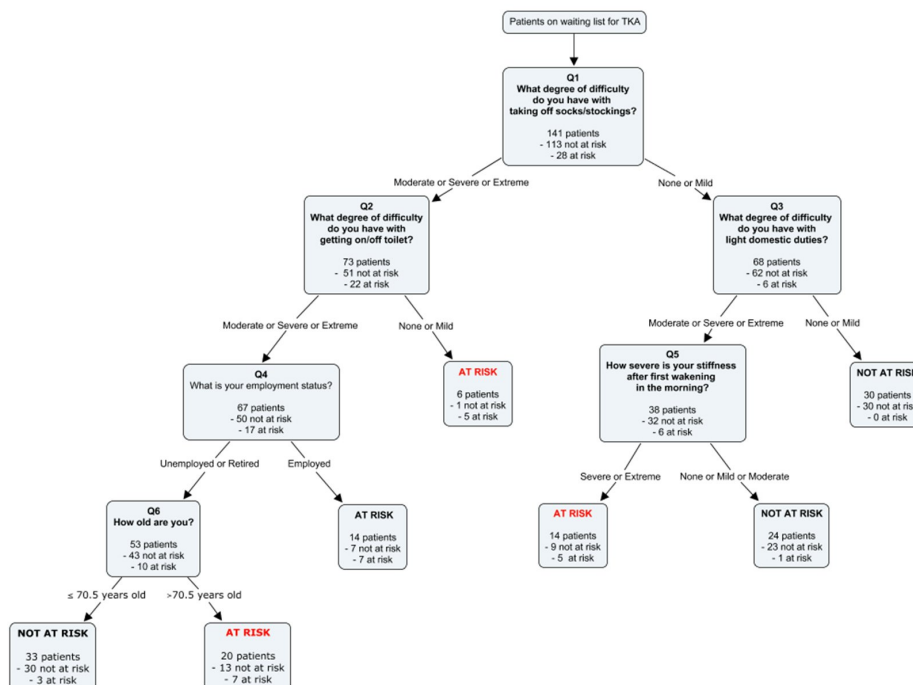 Patients on waiting list for TKA
Q1
What degree of difficulty
do you have with
taking off socks/stockings?
141 patients
- 113 not at risk
- 28 at risk
Moderate or Severe or Extreme
None or Mild
Q2
What degree of difficulty
do you have with
getting on/off toilet?
73 patients
- 51 not at risk
- 22 at risk
Q3
What degree of difficulty
do you have with
light domestic duties?
68 patients
- 62 not at risk
- 6 at risk
Moderate or Severe or Extreme
None or Mild
Moderate or Severe or Extreme
None or Mild
Q4
What is your employment status?
67 patients
- 50 not at risk
- 17 at risk
AT RISK
6 patients
- 1 not at risk
- 5 at risk
Q5
How severe is your stiffness
after first wakening
in the morning?
38 patients
- 32 not at risk
- 6 at risk
NOT AT RISK
30 patients
- 30 not at risk
- 0 at risk
Unemployed or Retired
Employed
Severe or Extreme
None or Mild or Moderate
Q6
How old are you?
53 patients
- 43 not at risk
- 10 at risk
AT RISK
14 patients
- 7 not at risk
- 7 at risk
AT RISK
14 patients
- 9 not at risk
- 5 at risk
NOT AT RISK
24 patients
- 23 not at risk
- 1 at risk
≤ 70.5 years old
>70.5 years old
NOT AT RISK
33 patients
- 30 not at risk
- 3 at risk
AT RISK
20 patients
- 13 not at risk
- 7 at risk